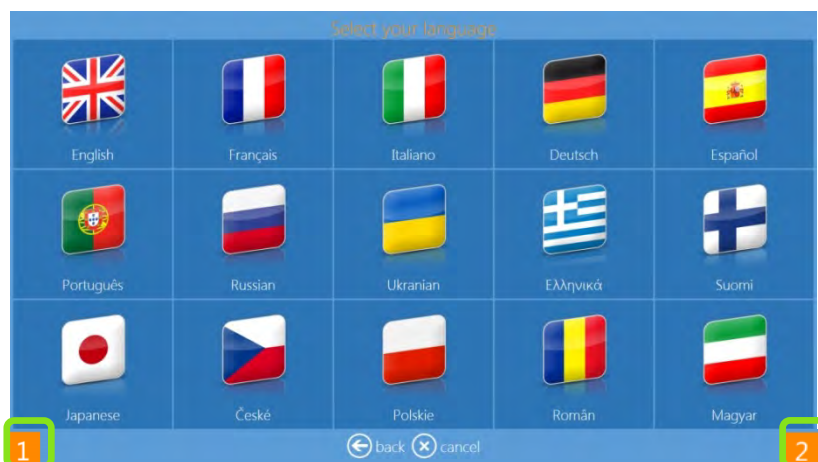 Select your language
English Français Italiano Deutsch Español
Português Russian Ukranian Ελληνικά Suomi
Japanese České Polskie Român Magyar
1 back cancel 2